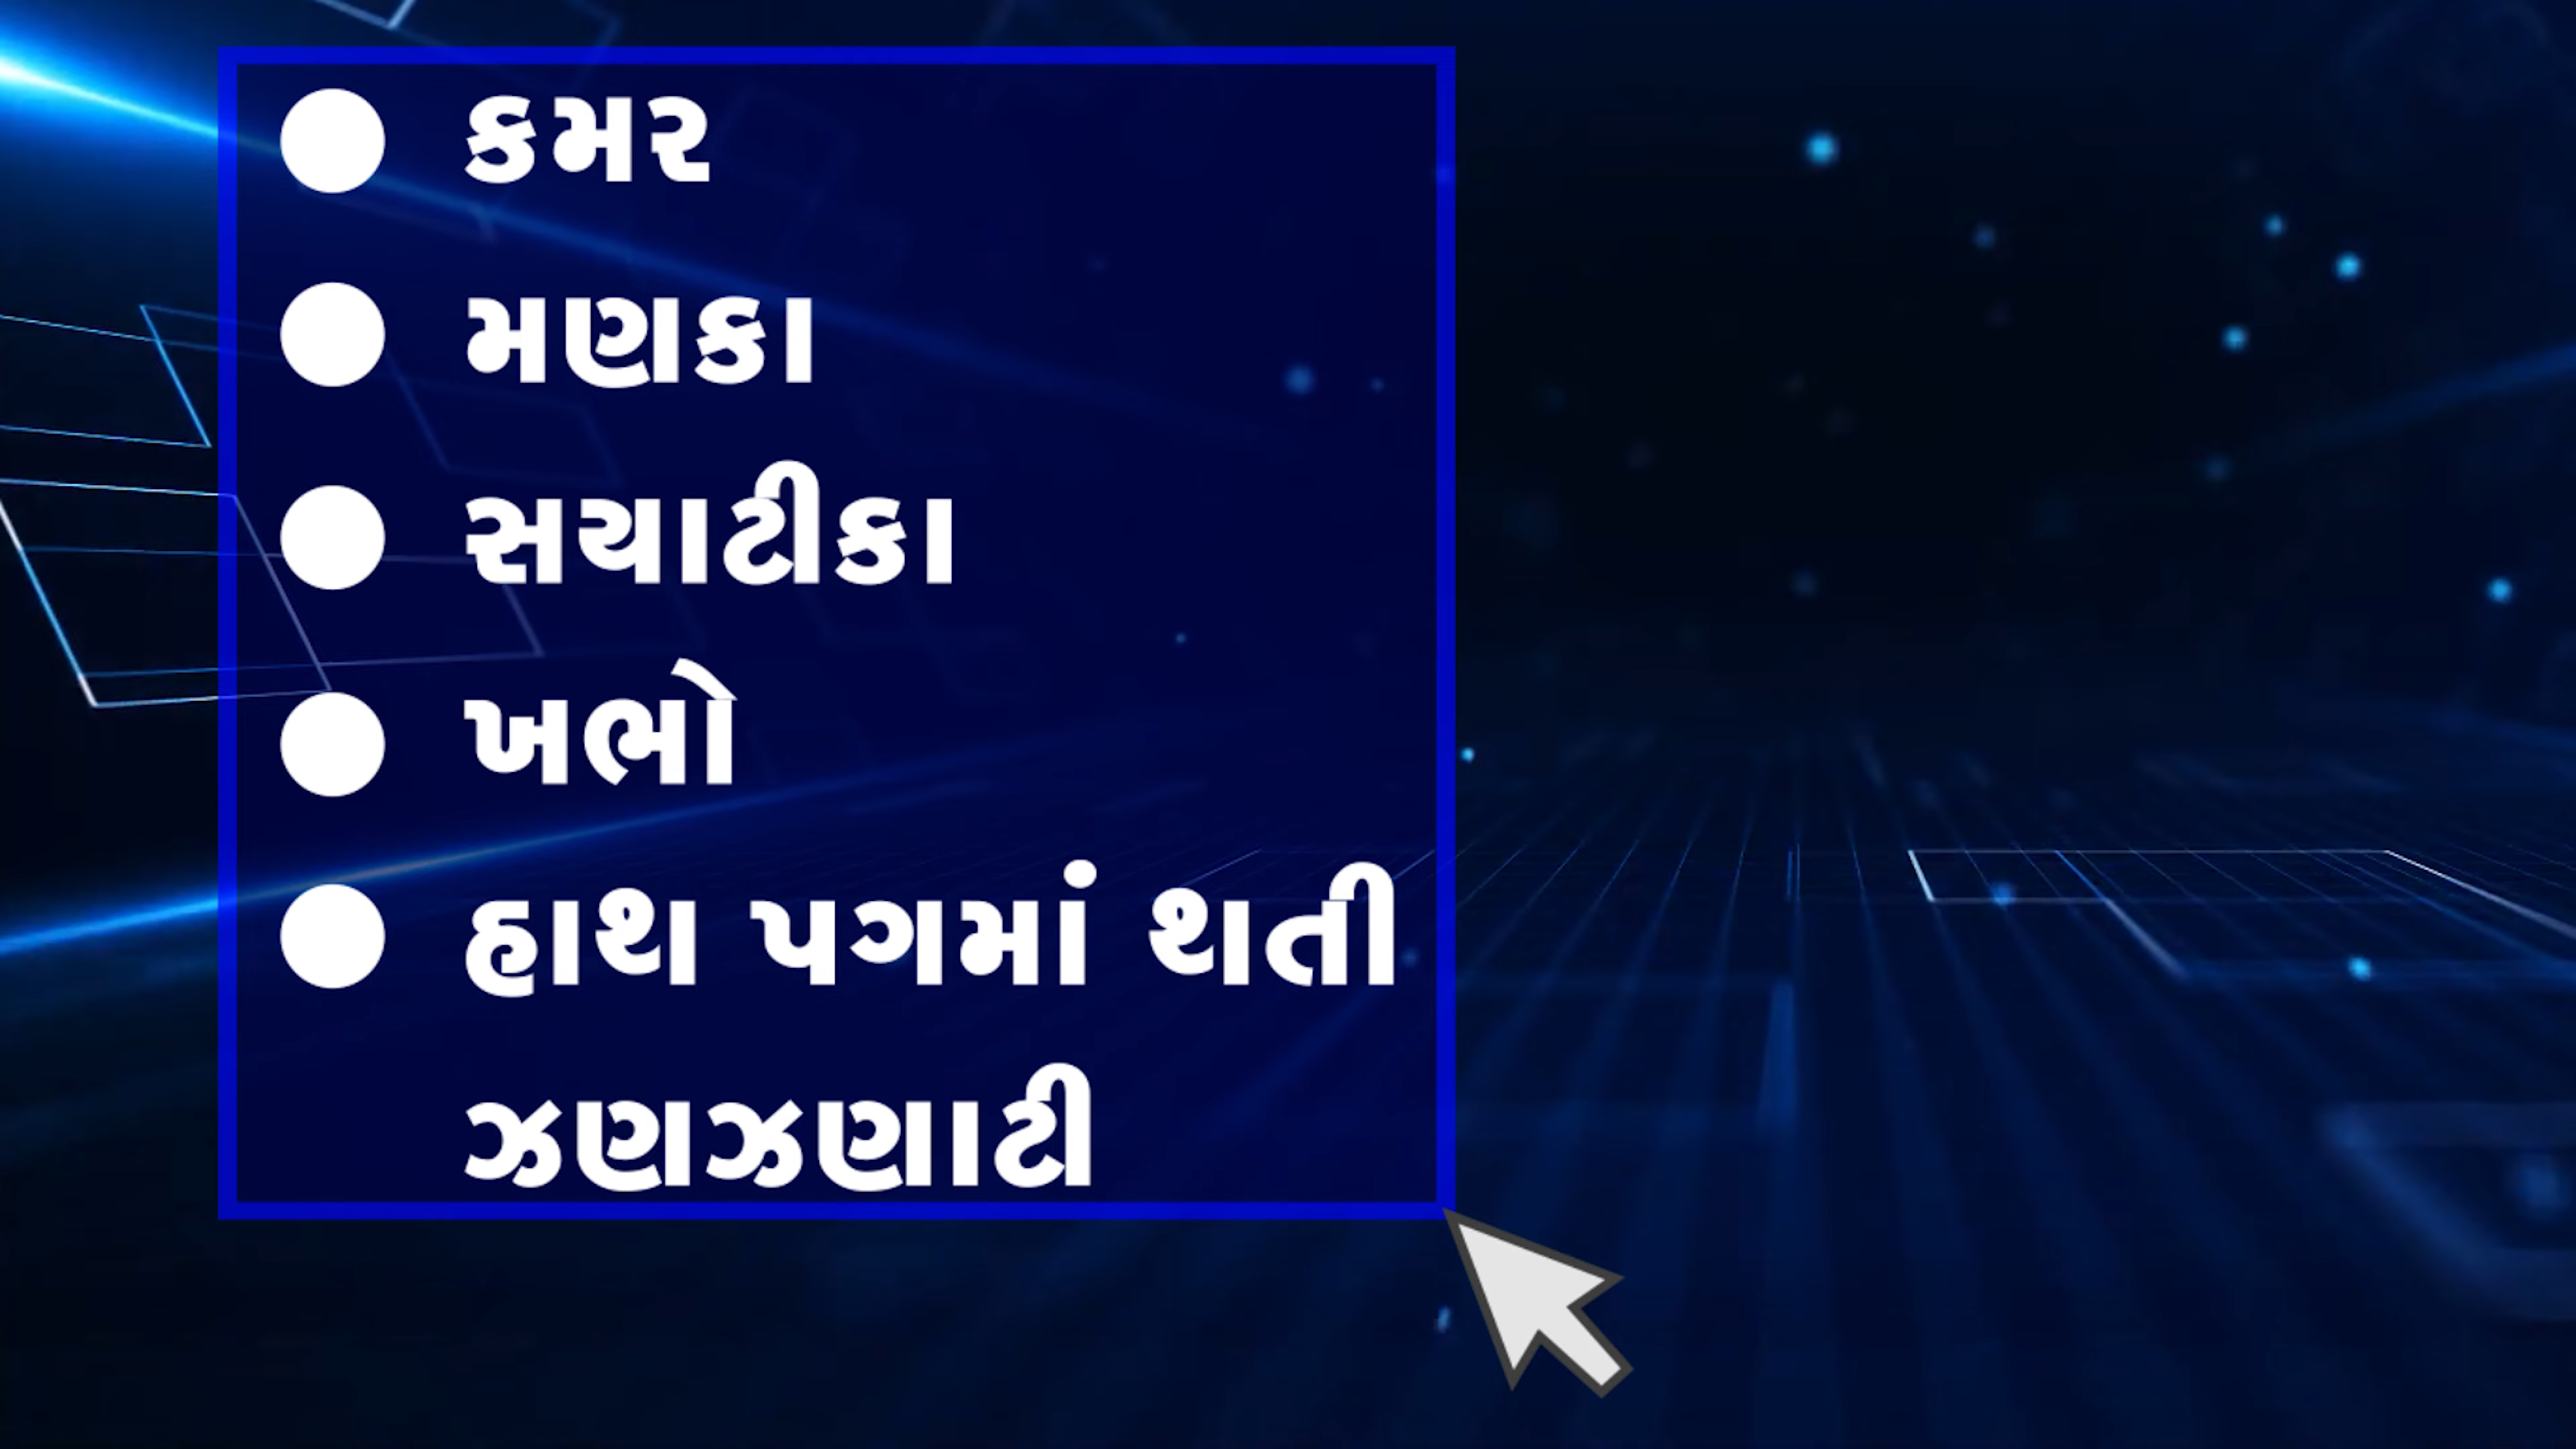 કમર
મણકા
સયાટીકા
ખભો
હાથ પગમાં થતી
ઝણઝણાટી